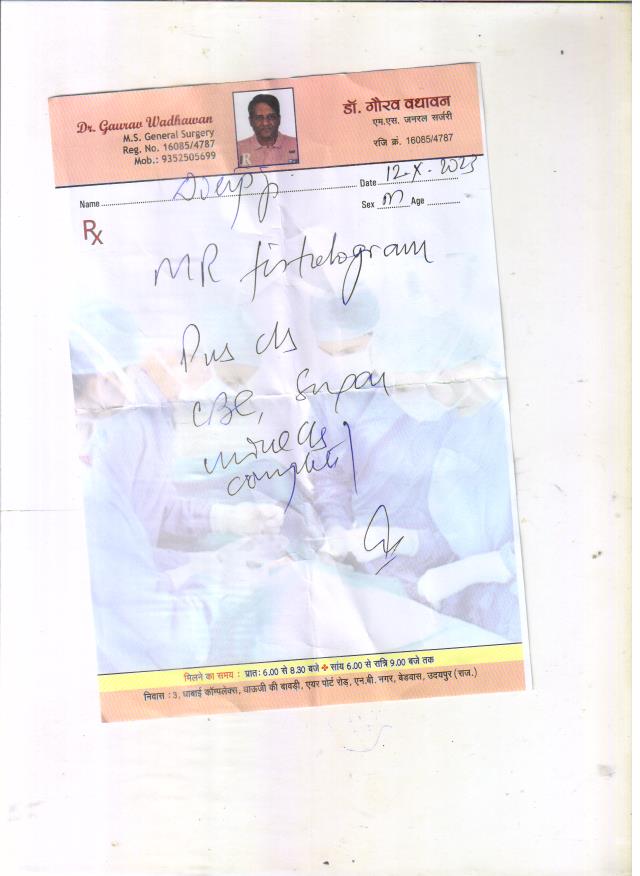 Dr. Gaurav Wadhawan
M.S. General Surgery
Reg. No. 16085/4787
Mob.: 9352505699
डॉ. गौरव वधावन
एम.एस. जनरल सर्जरी
रजि क्रं. 16085/4787
R
Name
Date 12-X-2023
Sex M Age
Rx
MR fistulogram
Pus c/s
CBC, Sugar
urine c/s
complete
मिलने का समय : प्रातः 6.00 से 8.30 बजे ✤ सांय 6.00 से रात्रि 9.00 बजे तक
निवास : 3, धाबाई कॉम्पलेक्स, धाऊजी की बावड़ी, एयर पोर्ट रोड़, एन.बी. नगर, बेडवास, उदयपुर (राज.)